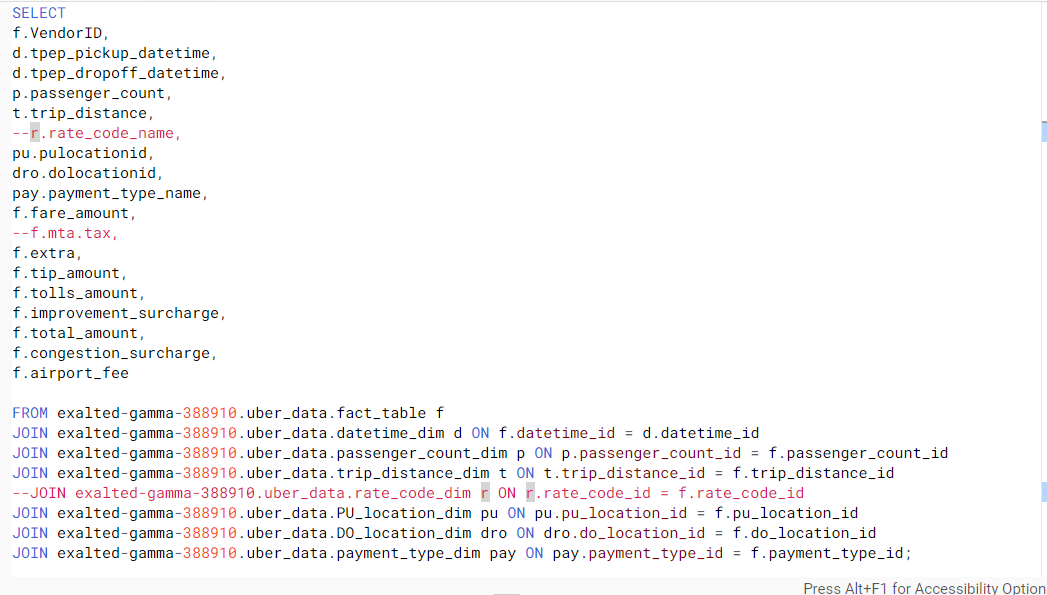 SELECT
f.VendorID,
d.tpep_pickup_datetime,
d.tpep_dropoff_datetime,
p.passenger_count,
t.trip_distance,
--r.rate_code_name,
pu.pulocationid,
dro.dolocationid,
pay.payment_type_name,
f.fare_amount,
--f.mta.tax,
f.extra,
f.tip_amount,
f.tolls_amount,
f.improvement_surcharge,
f.total_amount,
f.congestion_surcharge,
f.airport_fee
FROM exalted-gamma-388910.uber_data.fact_table f
JOIN exalted-gamma-388910.uber_data.datetime_dim d ON f.datetime_id = d.datetime_id
JOIN exalted-gamma-388910.uber_data.passenger_count_dim p ON p.passenger_count_id = f.passenger_count_id
JOIN exalted-gamma-388910.uber_data.trip_distance_dim t ON t.trip_distance_id = f.trip_distance_id
--JOIN exalted-gamma-388910.uber_data.rate_code_dim r ON r.rate_code_id = f.rate_code_id
JOIN exalted-gamma-388910.uber_data.PU_location_dim pu ON pu.pu_location_id = f.pu_location_id
JOIN exalted-gamma-388910.uber_data.DO_location_dim dro ON dro.do_location_id = f.do_location_id
JOIN exalted-gamma-388910.uber_data.payment_type_dim pay ON pay.payment_type_id = f.payment_type_id;
Press Alt+F1 for Accessibility Option